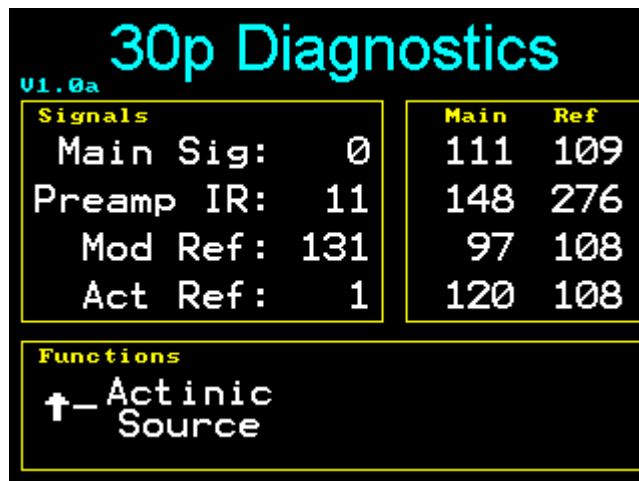 30p Diagnostics
V1.0a
Signals
Main Sig: 0
Preamp IR: 11
Mod Ref: 131
Act Ref: 1
Main Ref
111 109
148 276
97 108
120 108
Functions
↑– Actinic
Source